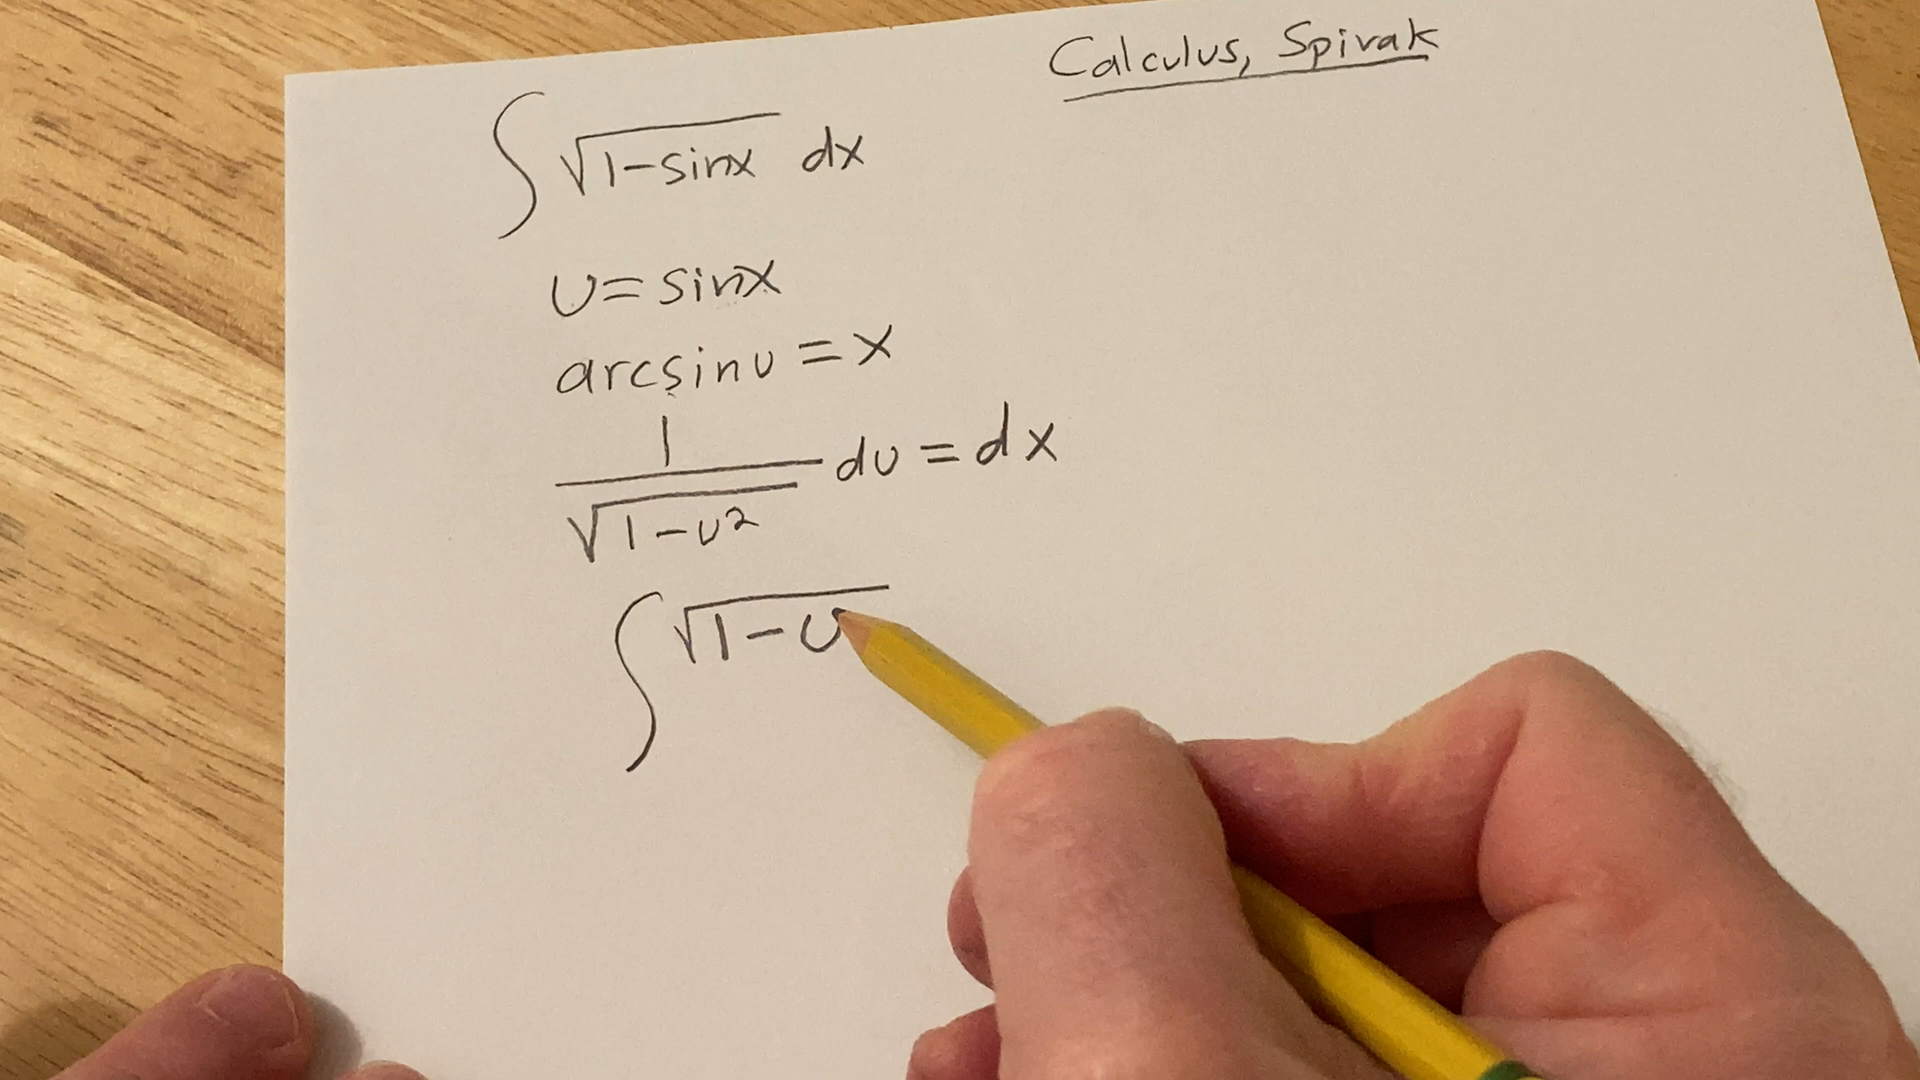 Calculus, Spivak
∫ √(1-sinx) dx
u = sinx
arcsinu = x
1/√(1-u²) du = dx
∫ √(1-u)